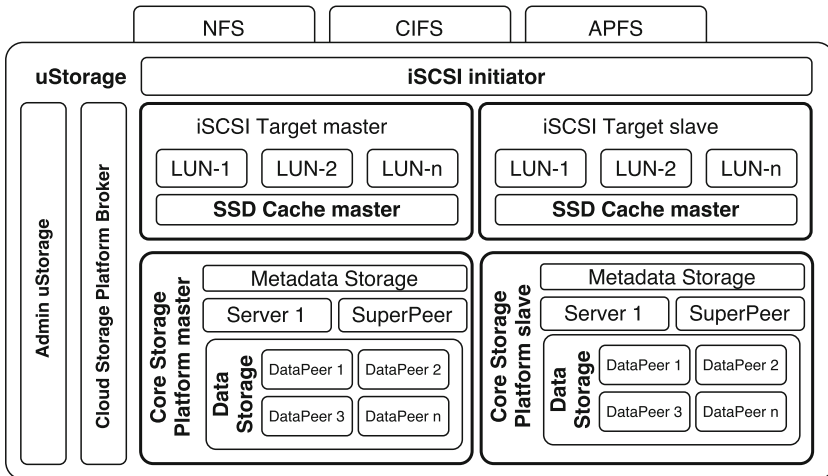 NFS
CIFS
APFS
uStorage
iSCSI initiator
Admin uStorage
Cloud Storage Platform Broker
iSCSI Target master
LUN-1
LUN-2
LUN-n
SSD Cache master
iSCSI Target slave
LUN-1
LUN-2
LUN-n
SSD Cache master
Core Storage
Platform master
Metadata Storage
Server 1
SuperPeer
Data
Storage
DataPeer 1
DataPeer 2
DataPeer 3
DataPeer n
Core Storage
Platform slave
Metadata Storage
Server 1
SuperPeer
Data
Storage
DataPeer 1
DataPeer 2
DataPeer 3
DataPeer n